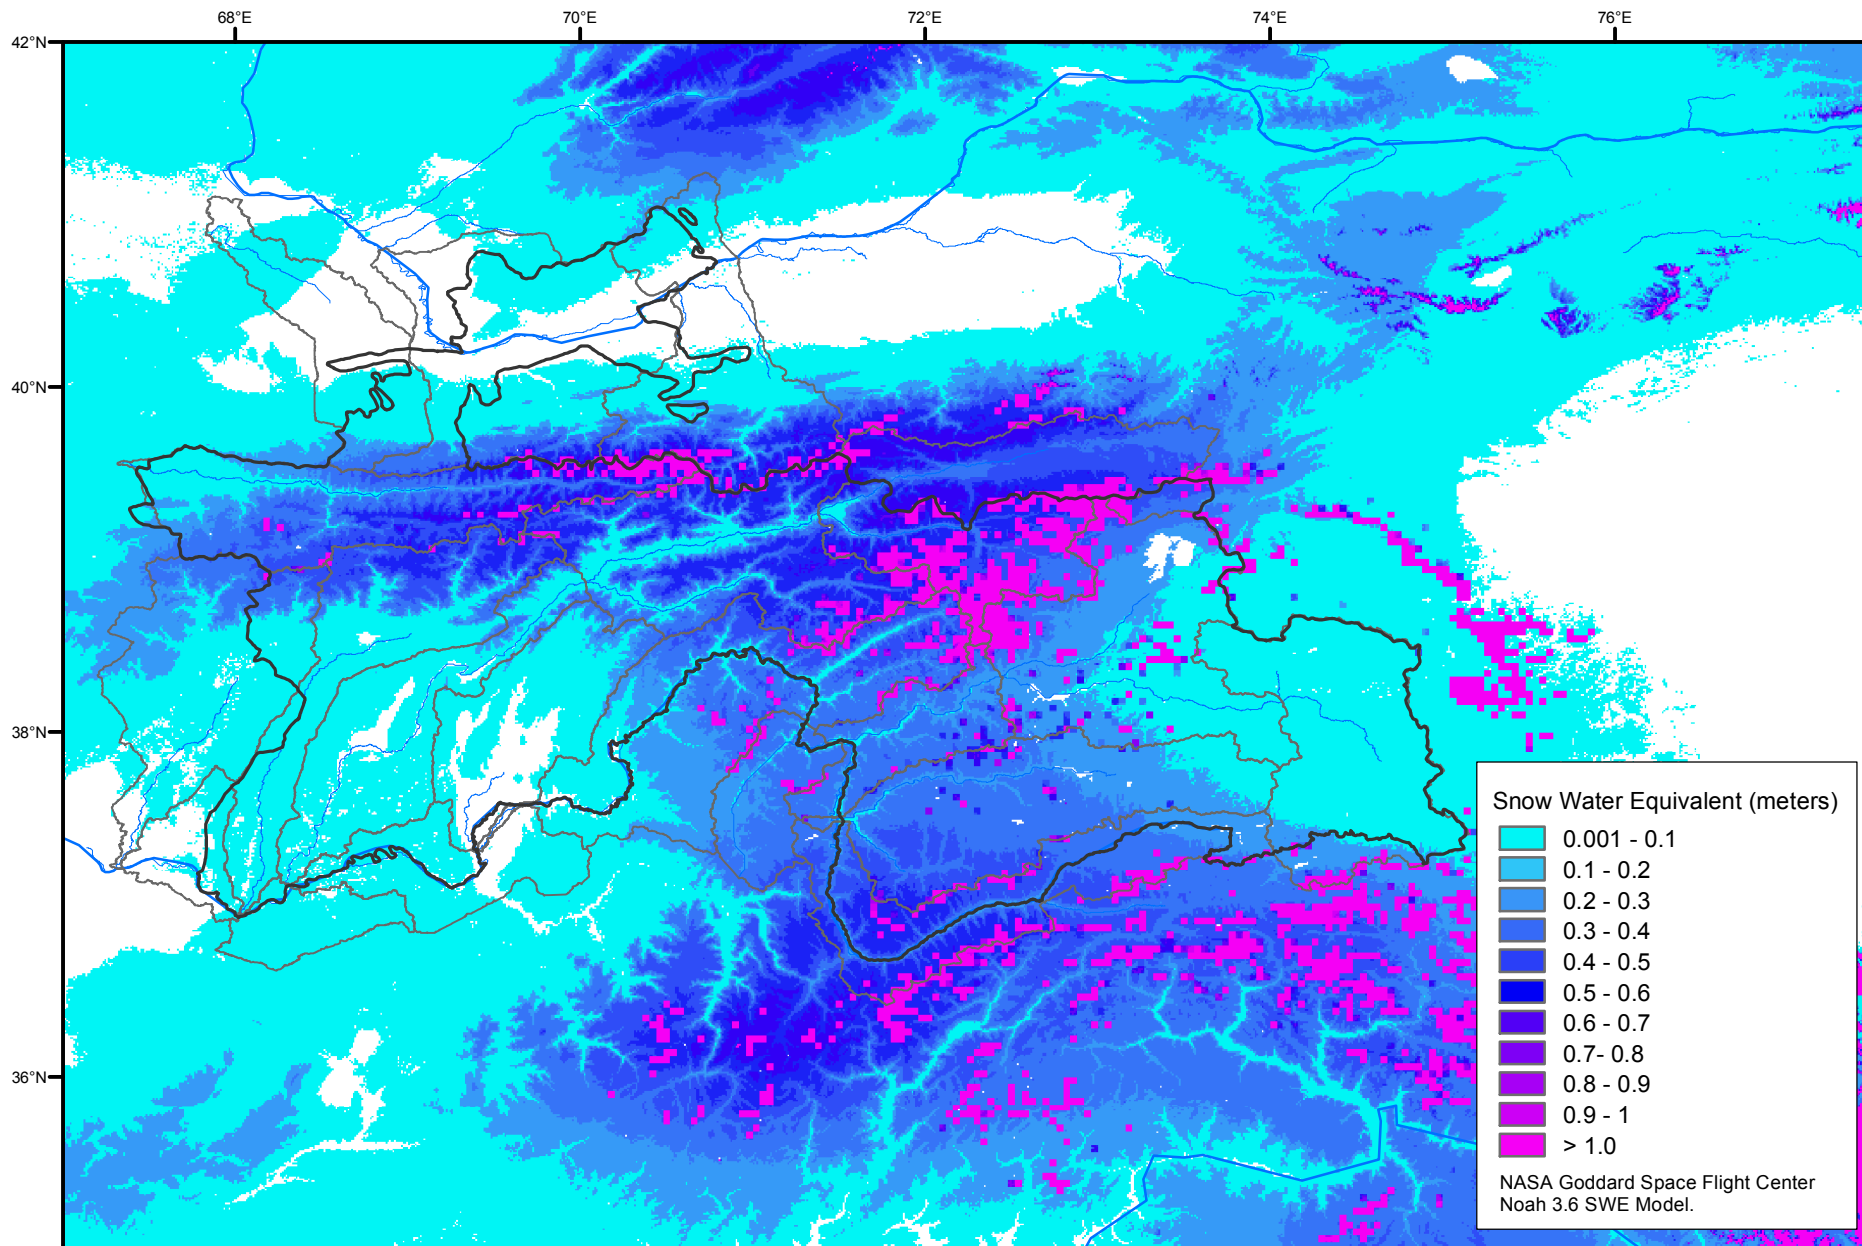 68°E
70°E
72°E
74°E
76°E
42°N
40°N
38°N
36°N
Snow Water Equivalent (meters)
0.001 - 0.1
0.1 - 0.2
0.2 - 0.3
0.3 - 0.4
0.4 - 0.5
0.5 - 0.6
0.6 - 0.7
0.7- 0.8
0.8 - 0.9
0.9 - 1
> 1.0
NASA Goddard Space Flight Center
Noah 3.6 SWE Model.